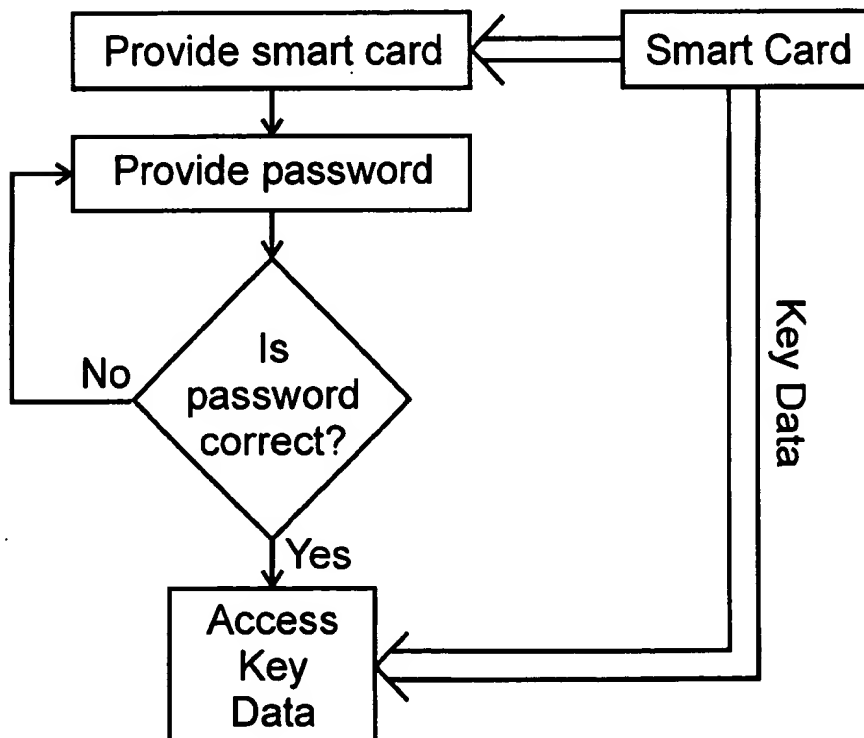 Provide smart card
Smart Card
Provide password
Is
password
correct?
No
Yes
Key Data
Access
Key
Data